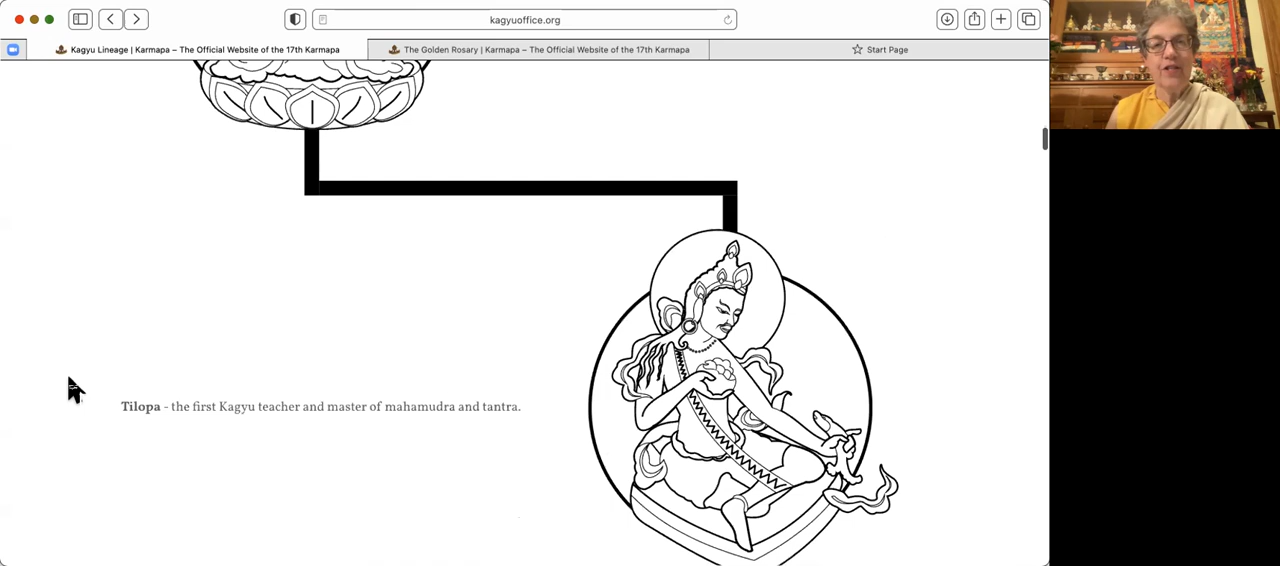 kagyuoffice.org
Kagyu Lineage | Karmapa – The Official Website of the 17th Karmapa
The Golden Rosary | Karmapa – The Official Website of the 17th Karmapa
Start Page
Tilopa - the first Kagyu teacher and master of mahamudra and tantra.